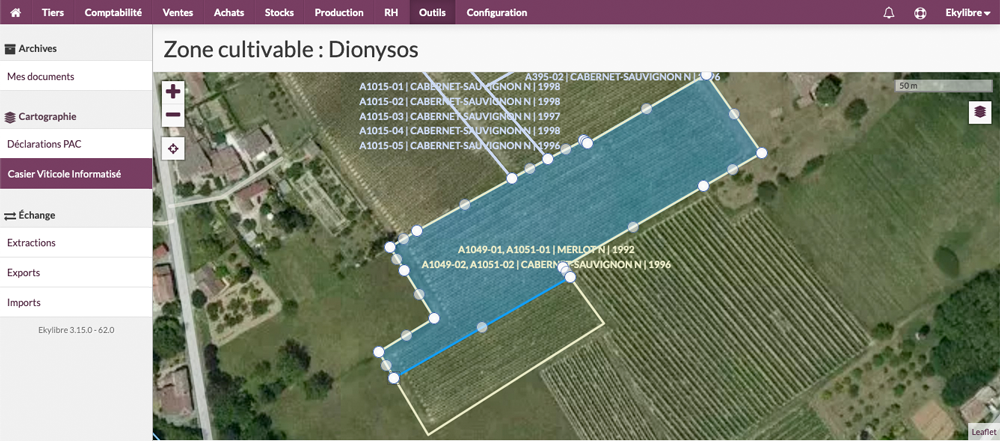 Tiers Comptabilité Ventes Achats Stocks Production RH Outils Configuration Ekylibre
Archives
Mes documents
Cartographie
Déclarations PAC
Casier Viticole Informatisé
Échange
Extractions
Exports
Imports
Ekylibre 3.15.0 - 62.0
Zone cultivable : Dionysos
50 m
A395-02 | CABERNET-SAUVIGNON N | 1996
A1015-01 | CABERNET-SAUVIGNON N | 1998
A1015-02 | CABERNET-SAUVIGNON N | 1998
A1015-03 | CABERNET-SAUVIGNON N | 1997
A1015-04 | CABERNET-SAUVIGNON N | 1998
A1015-05 | CABERNET-SAUVIGNON N | 1996
A1049-01, A1051-01 | MERLOT N | 1992
A1049-02, A1051-02 | CABERNET-SAUVIGNON N | 1996
Leaflet